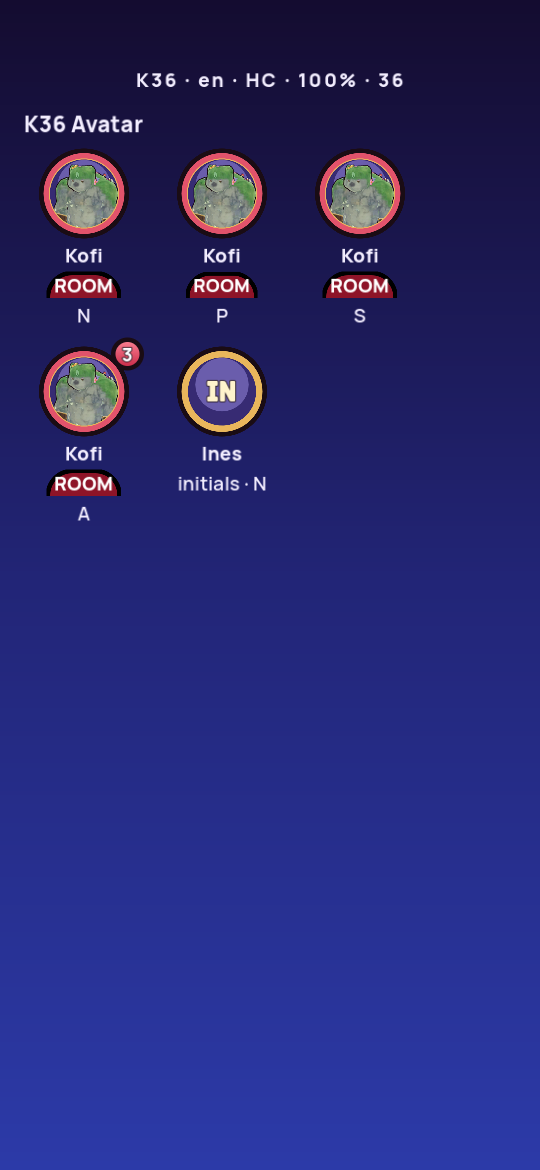 K36 · en · HC · 100% · 36
K36 Avatar
Kofi Kofi Kofi
ROOM ROOM ROOM
N P S
3
IN
Kofi Ines
ROOM initials · N
A